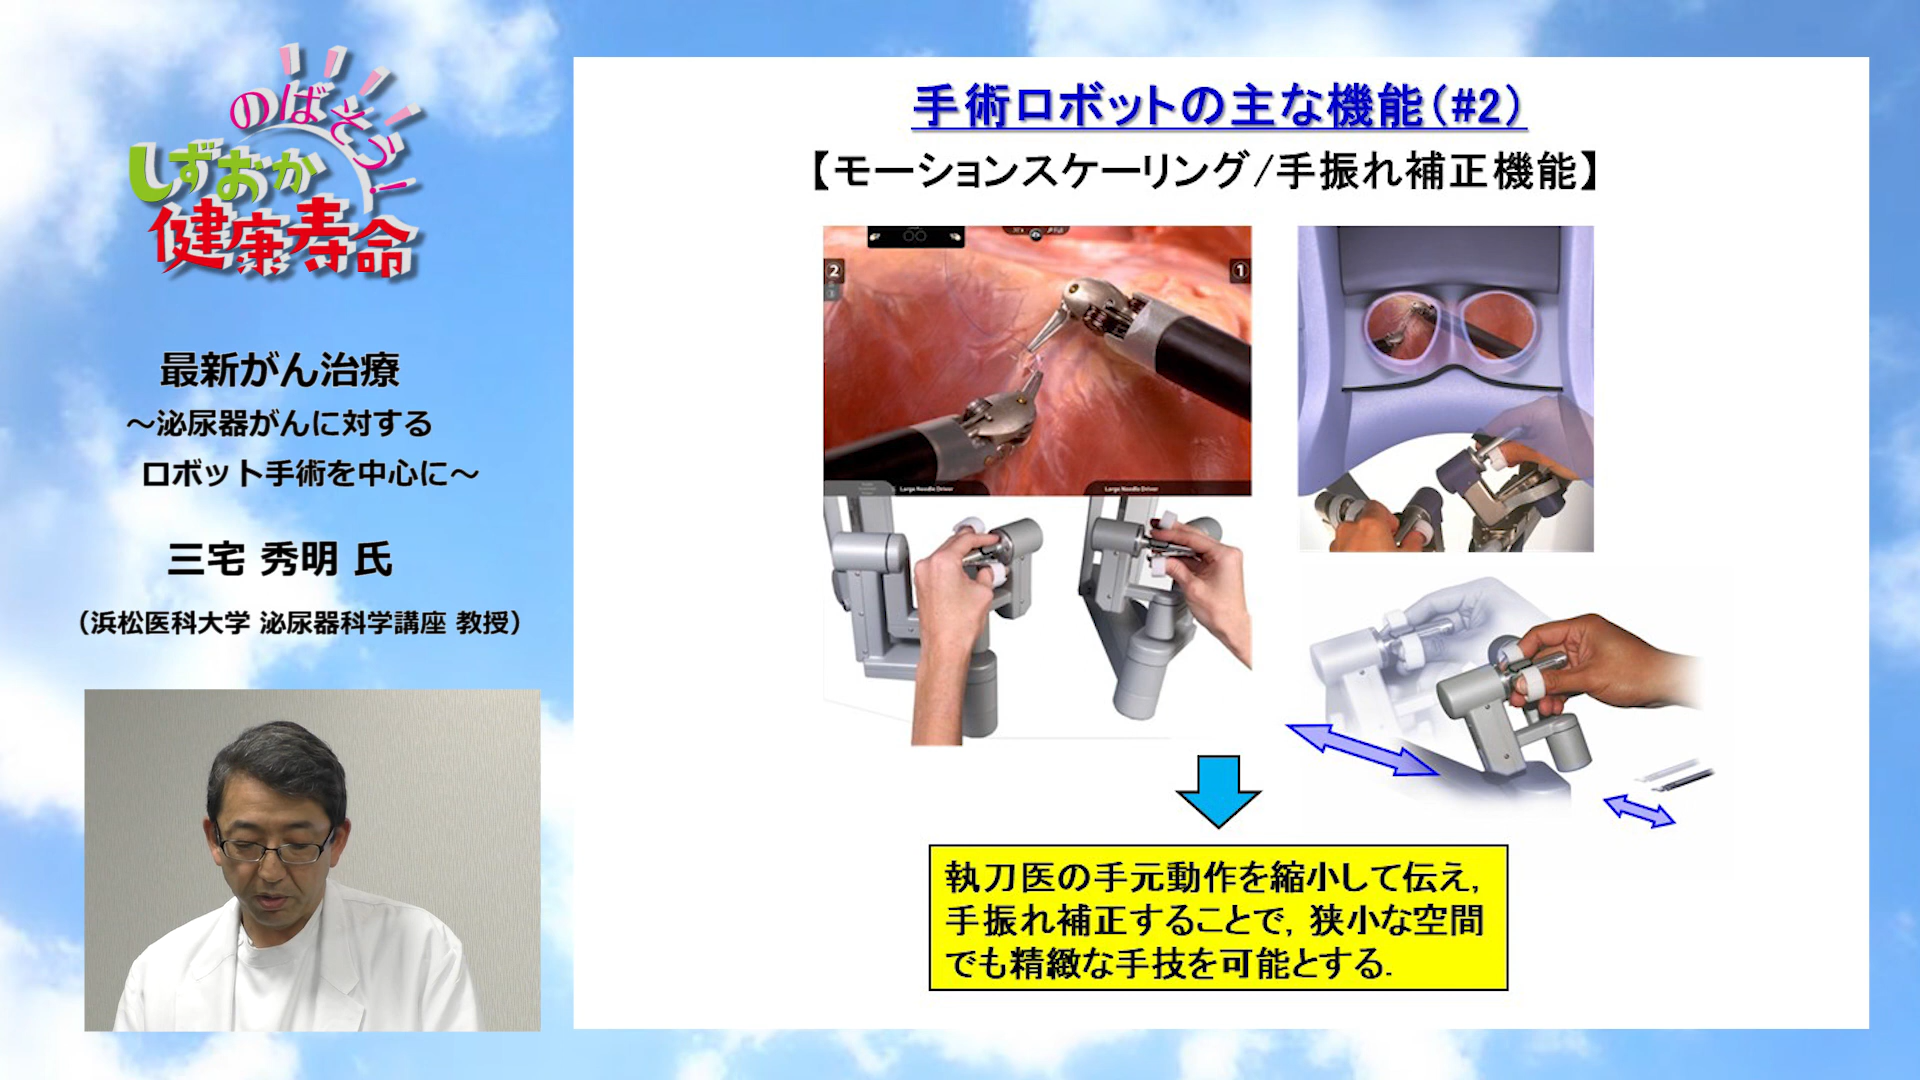 のばそう!
しずおか
健康寿命
最新がん治療
~泌尿器がんに対する
ロボット手術を中心に~
三宅 秀明 氏
(浜松医科大学 泌尿器科学講座 教授)
手術ロボットの主な機能(#2)
【モーションスケーリング/手振れ補正機能】
2
1
Large Needle Driver
Large Needle Driver
執刀医の手元動作を縮小して伝え,
手振れ補正することで, 狭小な空間
でも精緻な手技を可能とする.